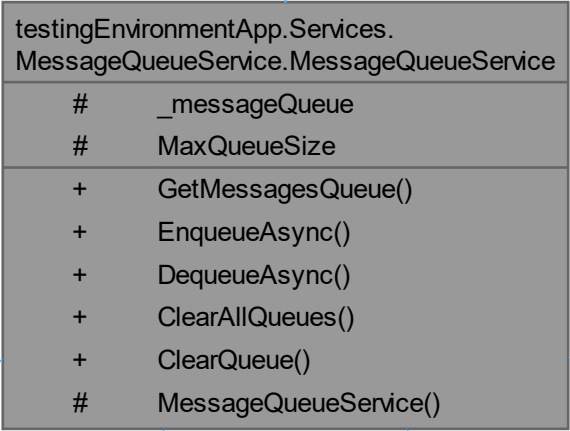 testingEnvironmentApp.Services.
MessageQueueService.MessageQueueService
# _messageQueue
# MaxQueueSize
+ GetMessagesQueue()
+ EnqueueAsync()
+ DequeueAsync()
+ ClearAllQueues()
+ ClearQueue()
# MessageQueueService()